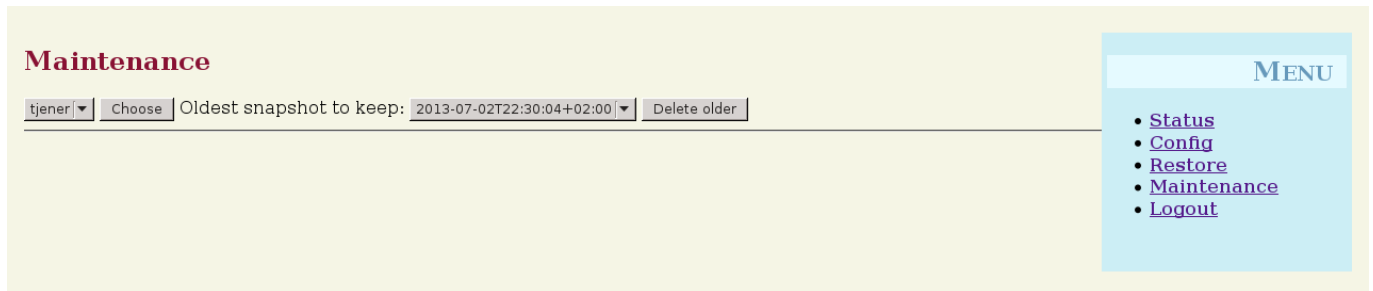 Maintenance
tjener Choose Oldest snapshot to keep: 2013-07-02T22:30:04+02:00 Delete older
MENU
Status
Config
Restore
Maintenance
Logout